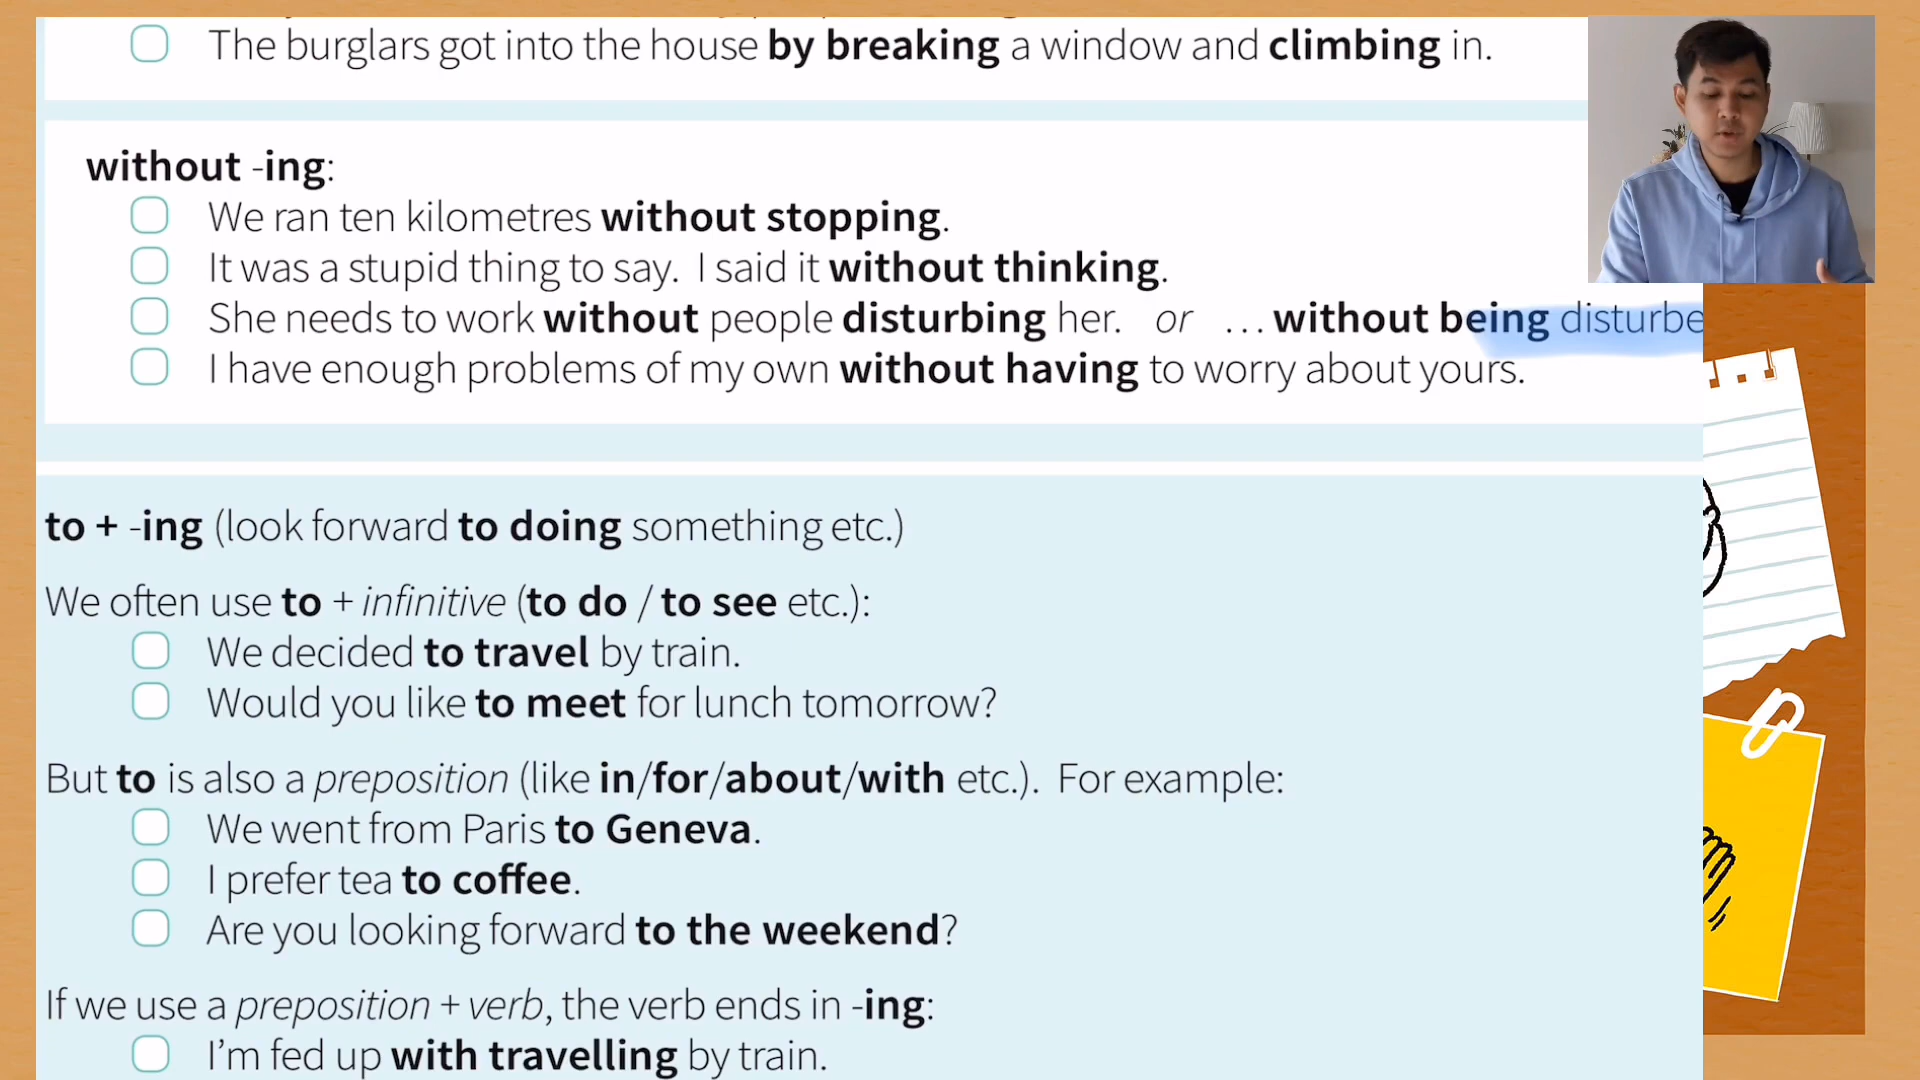 The burglars got into the house by breaking a window and climbing in.
without -ing:
We ran ten kilometres without stopping.
It was a stupid thing to say. I said it without thinking.
She needs to work without people disturbing her. or ... without being disturbe
I have enough problems of my own without having to worry about yours.
to + -ing (look forward to doing something etc.)
We often use to + infinitive (to do / to see etc.):
We decided to travel by train.
Would you like to meet for lunch tomorrow?
But to is also a preposition (like in/for/about/with etc.). For example:
We went from Paris to Geneva.
I prefer tea to coffee.
Are you looking forward to the weekend?
If we use a preposition + verb, the verb ends in -ing:
I'm fed up with travelling by train.